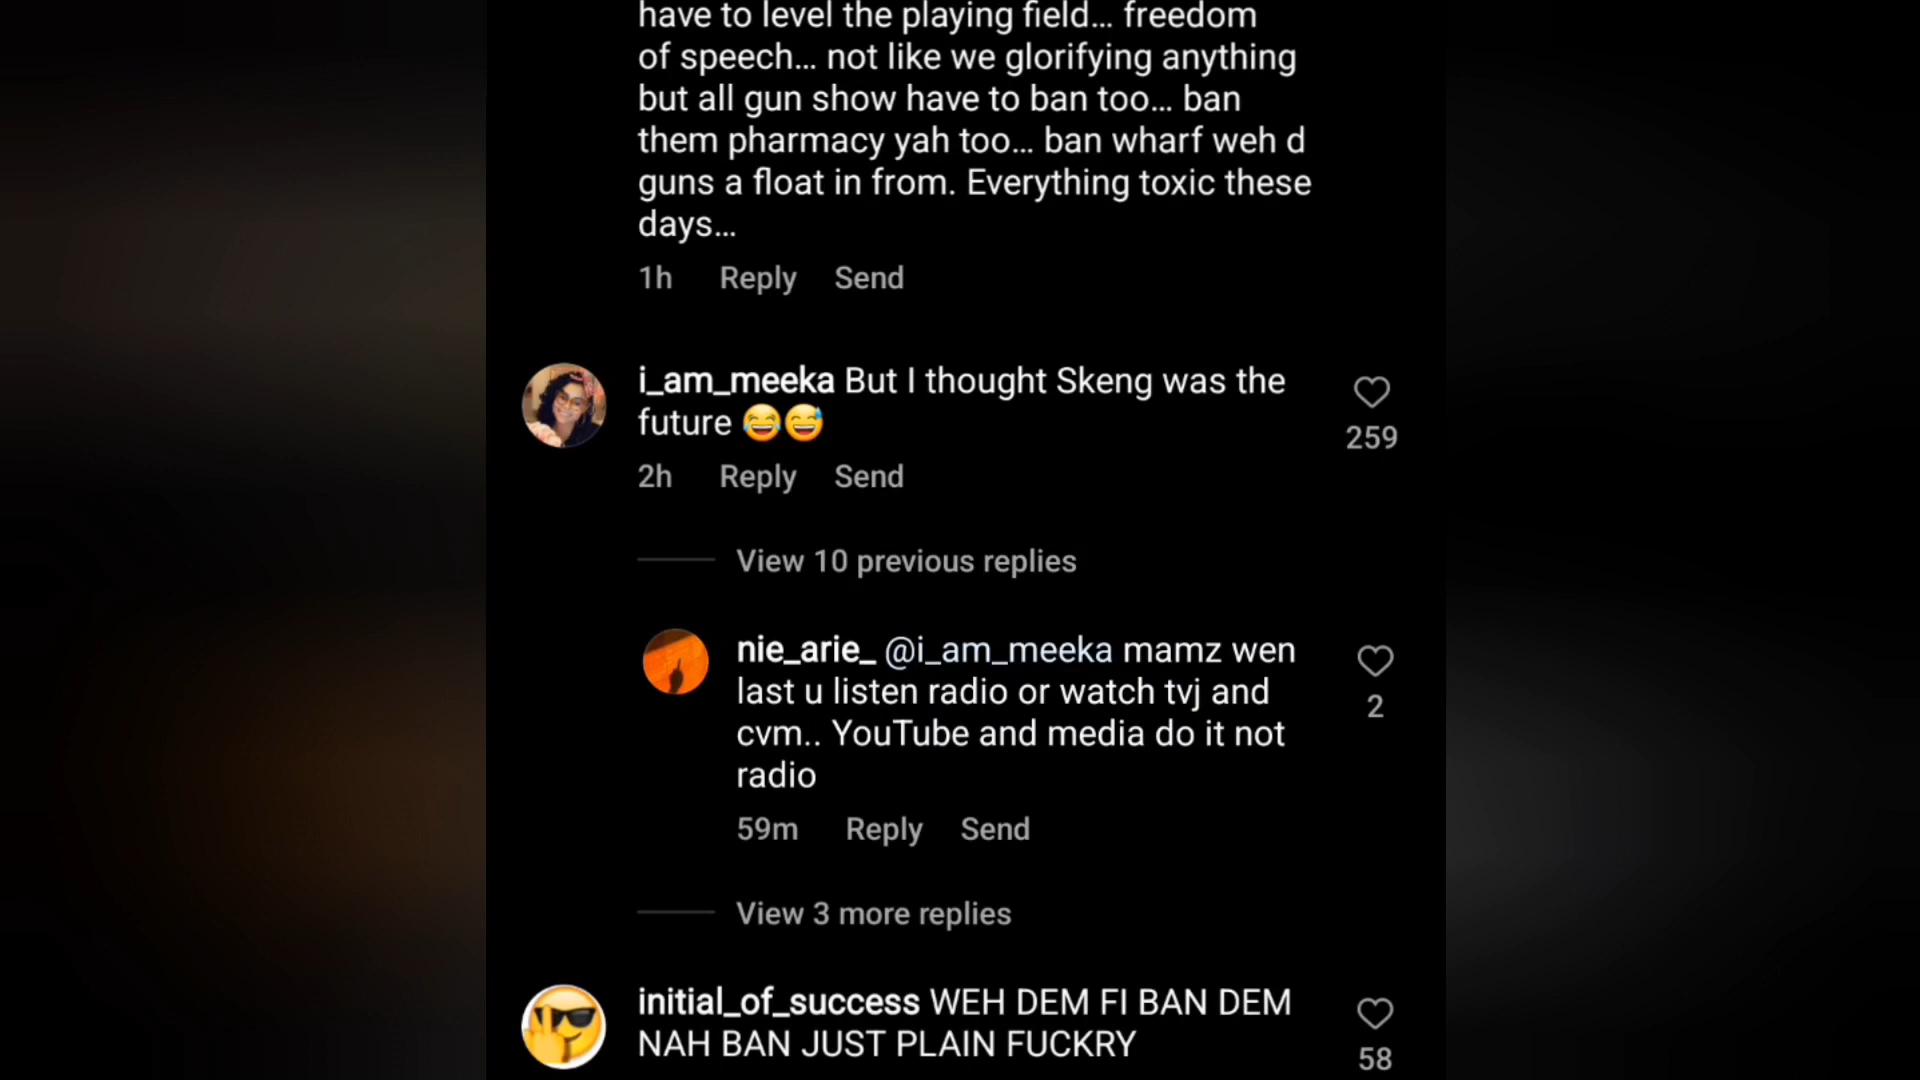 have to level the playing field... freedom
of speech... not like we glorifying anything
but all gun show have to ban too... ban
them pharmacy yah too... ban wharf weh d
guns a float in from. Everything toxic these
days...
1h Reply Send
i_am_meeka But I thought Skeng was the
future 😂😅
259
2h Reply Send
View 10 previous replies
nie_arie_ @i_am_meeka mamz wen
last u listen radio or watch tvj and
cvm.. YouTube and media do it not
radio
2
59m Reply Send
View 3 more replies
initial_of_success WEH DEM FI BAN DEM
NAH BAN JUST PLAIN FUCKRY
58